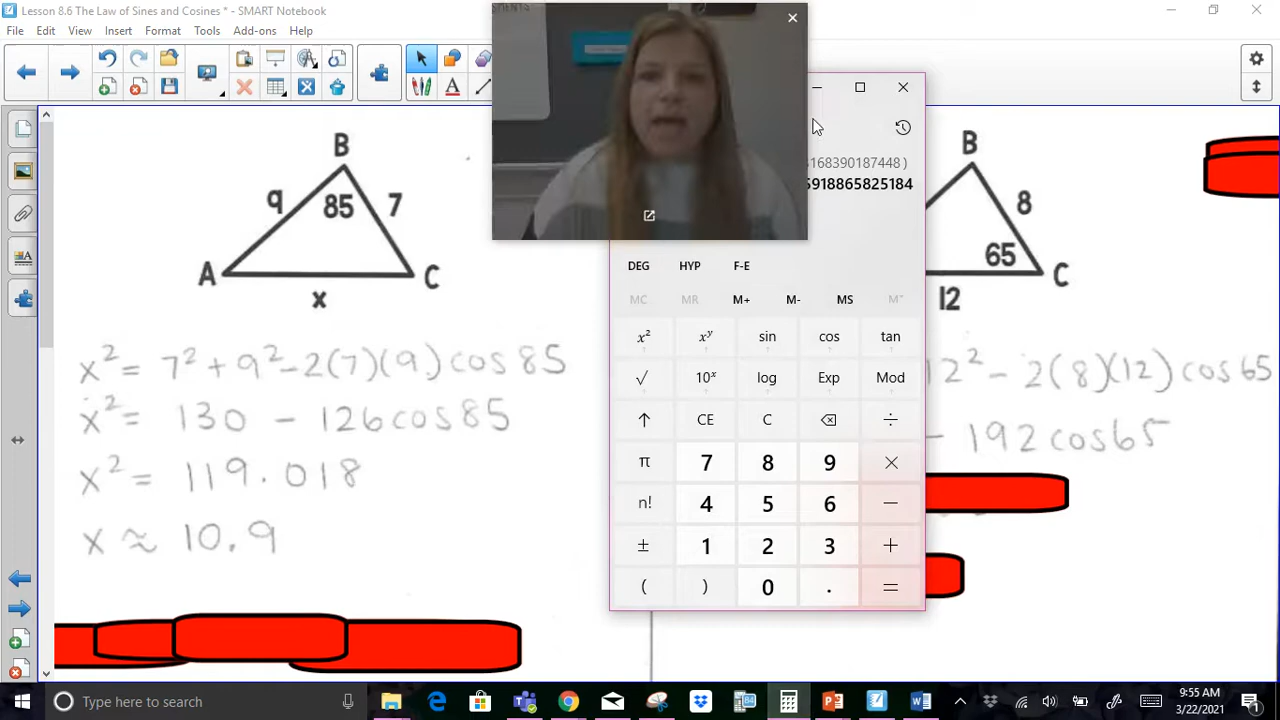 Lesson 8.6 The Law of Sines and Cosines * - SMART Notebook
File Edit View Insert Format Tools Add-ons Help
B
9 85 7
A C
x
x² = 7² + 9² - 2(7)(9) cos 85
x² = 130 - 126 cos 85
x² = 119.018
x ≈ 10.9
168390187448 )
5918865825184
DEG HYP F-E
MC MR M+ M- MS M˅
x² xʸ sin cos tan
√ 10ˣ log Exp Mod
↑ CE C ⌫ ÷
π 7 8 9 ×
n! 4 5 6 −
± 1 2 3 +
( ) 0 . =
B
8
65 C
12
12² - 2(8)(12) cos 65
- 192 cos 65
Type here to search
9:55 AM
3/22/2021